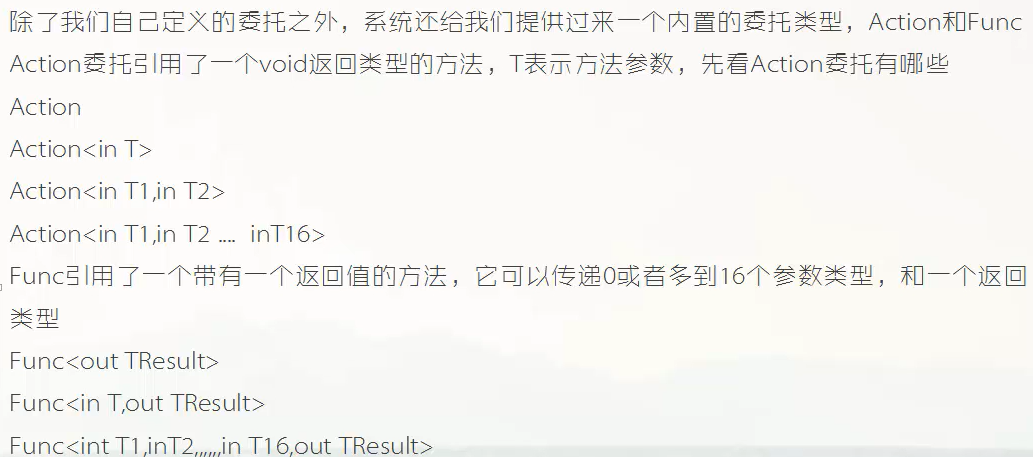 除了我们自己定义的委托之外，系统还给我们提供过来一个内置的委托类型，Action和Func
Action委托引用了一个void返回类型的方法，T表示方法参数，先看Action委托有哪些
Action
Action<in T>
Action<in T1,in T2>
Action<in T1,in T2 .... inT16>
Func引用了一个带有一个返回值的方法，它可以传递0或者多到16个参数类型，和一个返回
类型
Func<out TResult>
Func<in T,out TResult>
Func<int T1,inT2,,,,,,in T16,out TResult>